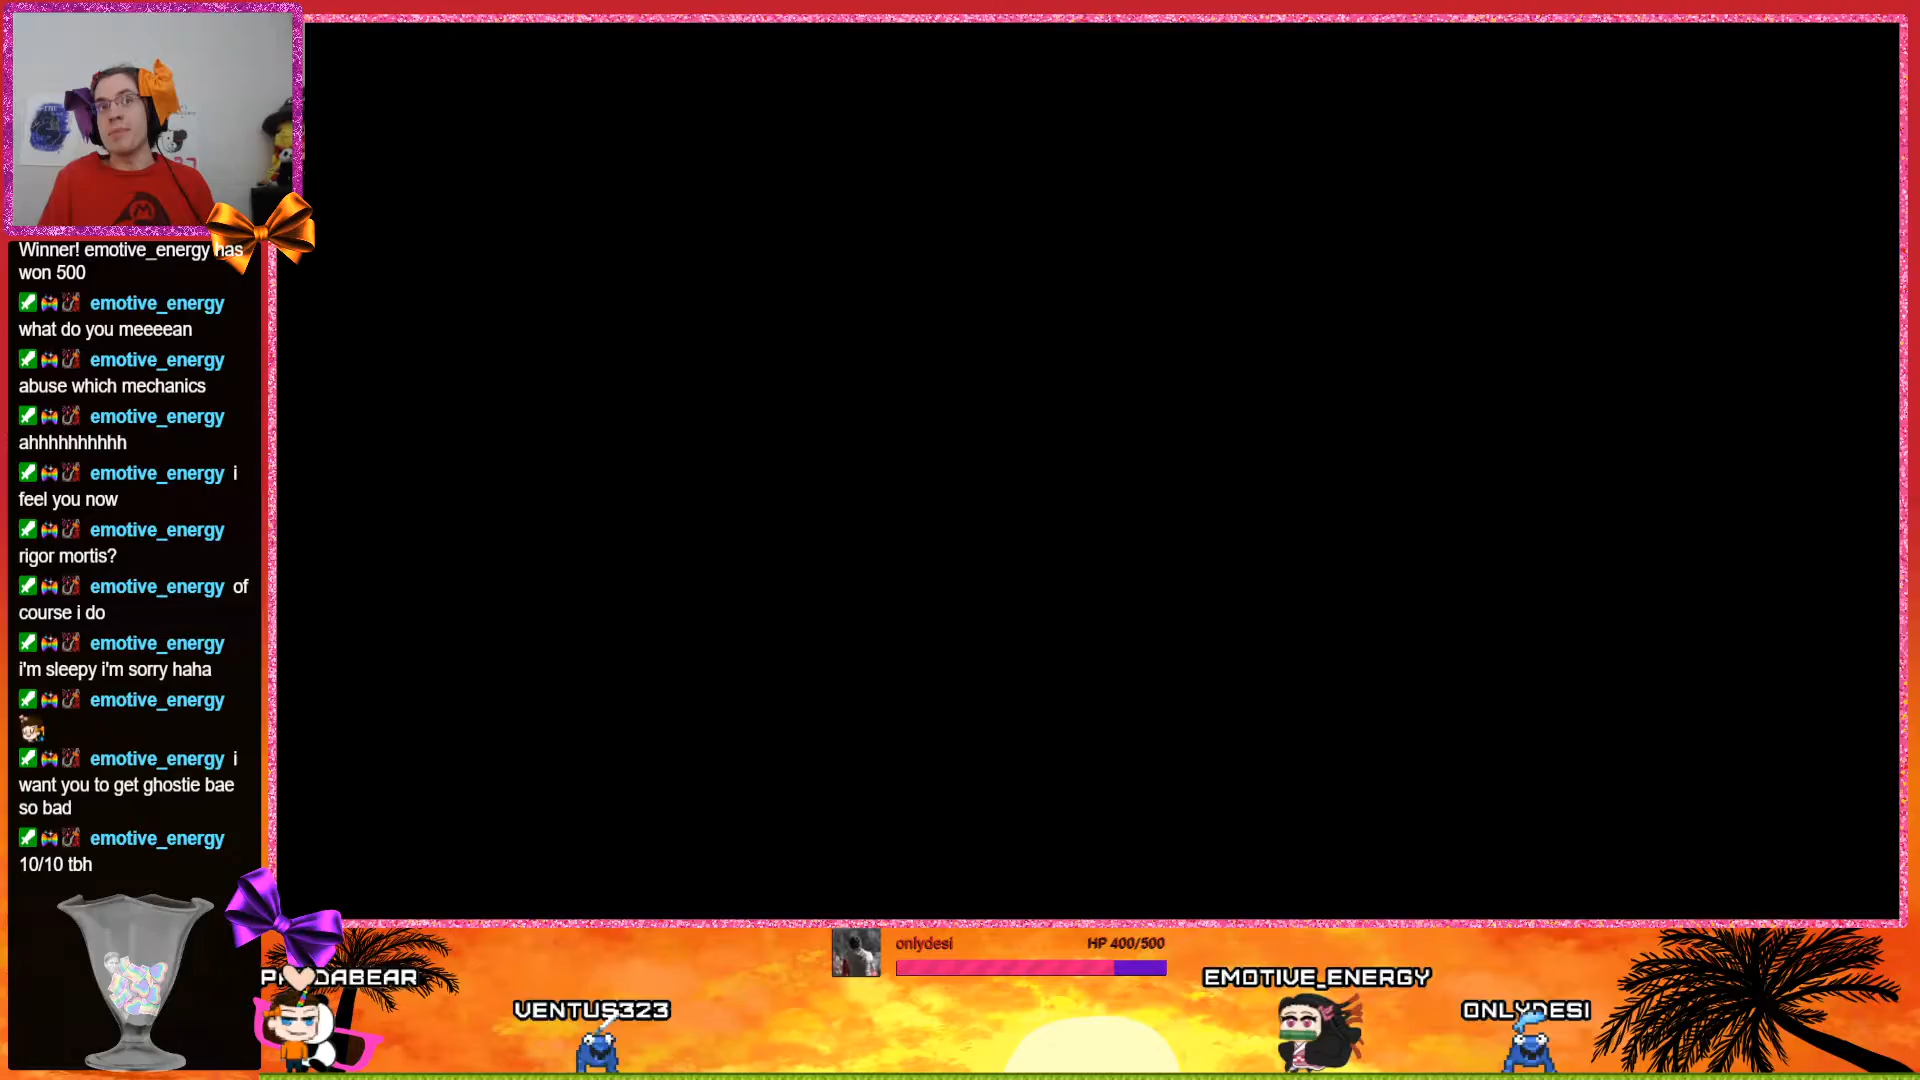 Winner! emotive_energy has
won 500
emotive_energy
what do you meeeean
emotive_energy
abuse which mechanics
emotive_energy
ahhhhhhhhhh
emotive_energy i
feel you now
emotive_energy
rigor mortis?
emotive_energy of
course i do
emotive_energy
i'm sleepy i'm sorry haha
emotive_energy
emotive_energy i
want you to get ghostie bae
so bad
emotive_energy
10/10 tbh
onlydesi HP 400/500
DABEAR
VENTUS323
EMOTIVE_ENERGY
ONLYDESI